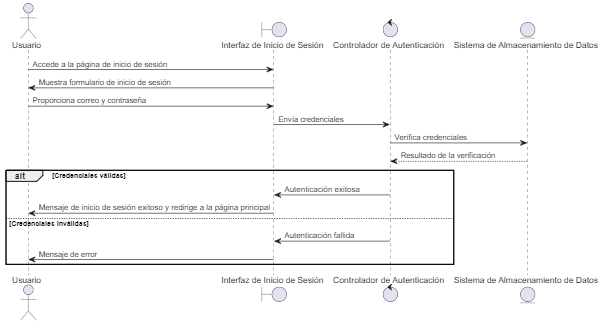 Usuario Interfaz de Inicio de Sesión Controlador de Autenticación Sistema de Almacenamiento de Datos
Accede a la página de inicio de sesión
Muestra formulario de inicio de sesión
Proporciona correo y contraseña
Envía credenciales
Verifica credenciales
Resultado de la verificación
alt [Credenciales válidas]
Autenticación exitosa
Mensaje de inicio de sesión exitoso y redirige a la página principal
[Credenciales inválidas]
Autenticación fallida
Mensaje de error
Usuario Interfaz de Inicio de Sesión Controlador de Autenticación Sistema de Almacenamiento de Datos